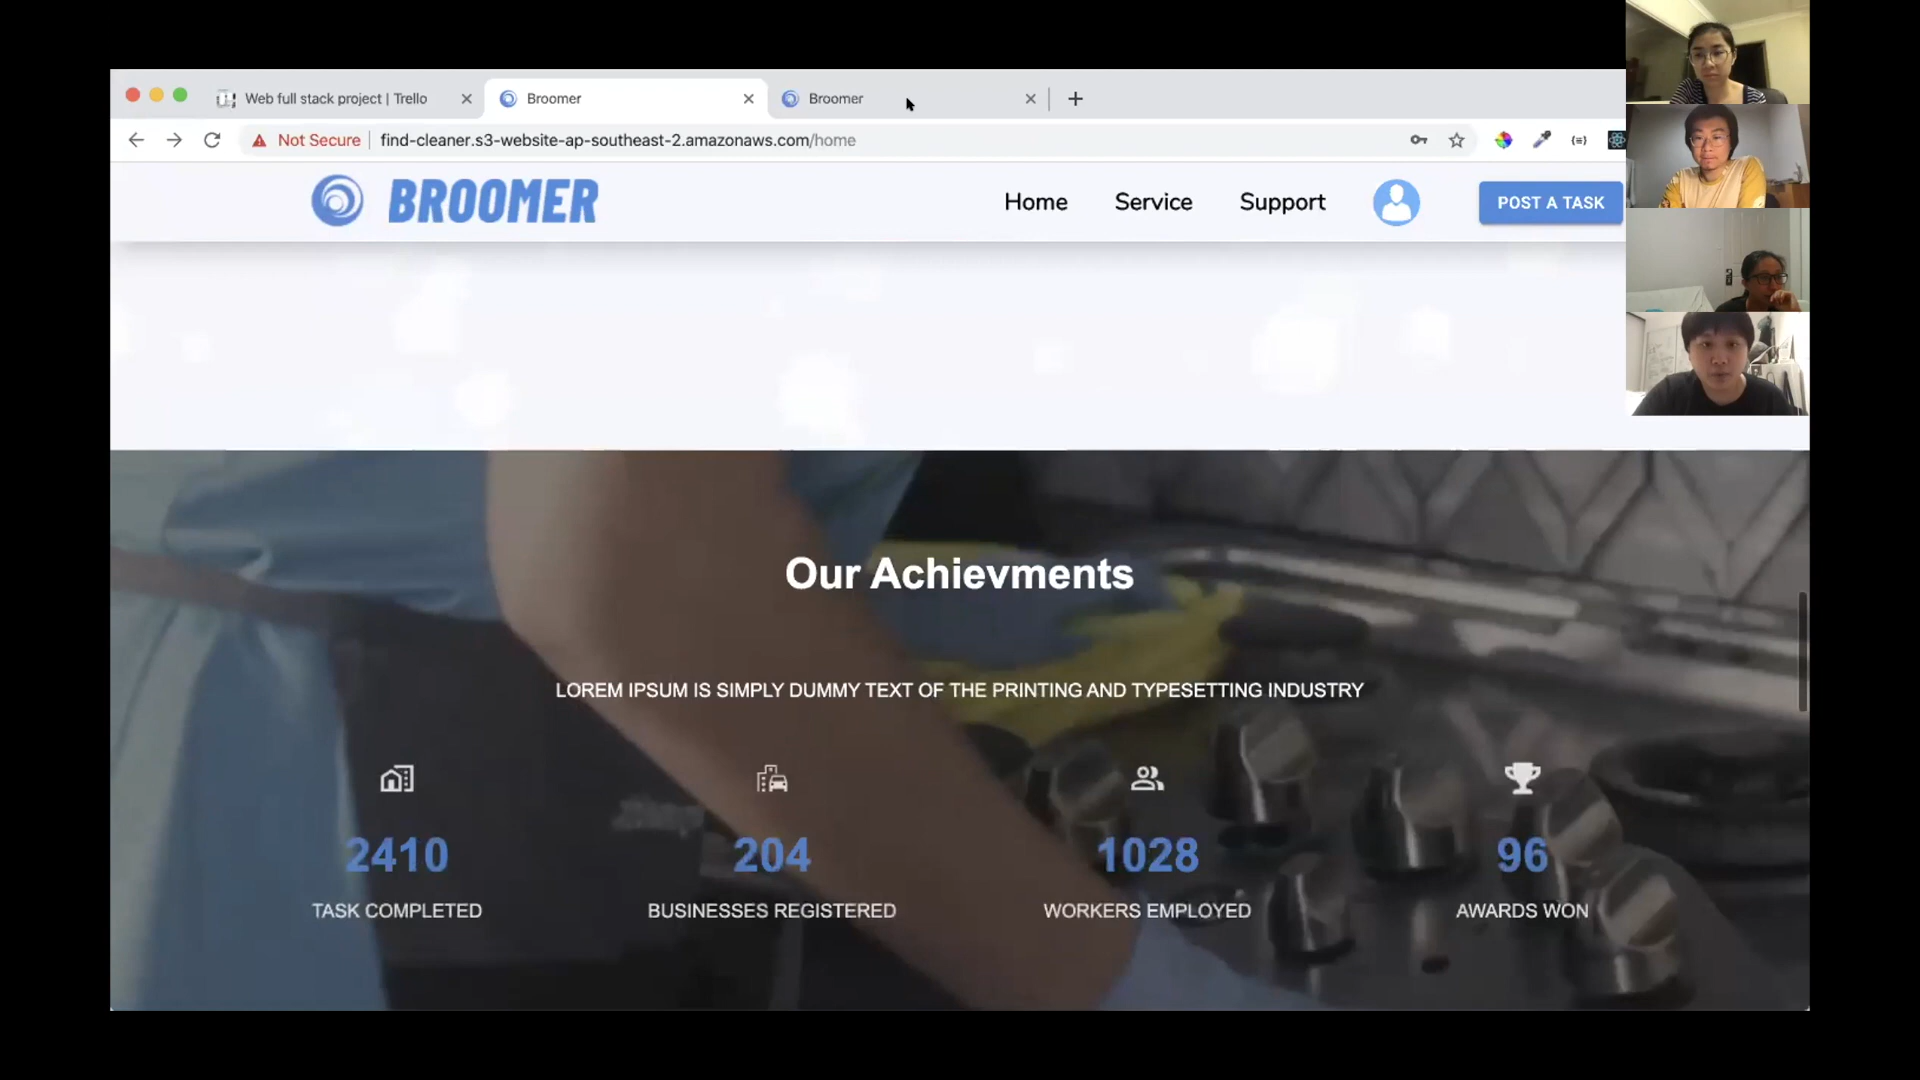 Web full stack project | Trello
Broomer
Broomer
Not Secure
find-cleaner.s3-website-ap-southeast-2.amazonaws.com/home
BROOMER
Home
Service
Support
POST A TASK
Our Achievments
LOREM IPSUM IS SIMPLY DUMMY TEXT OF THE PRINTING AND TYPESETTING INDUSTRY
2410
204
1028
96
TASK COMPLETED
BUSINESSES REGISTERED
WORKERS EMPLOYED
AWARDS WON